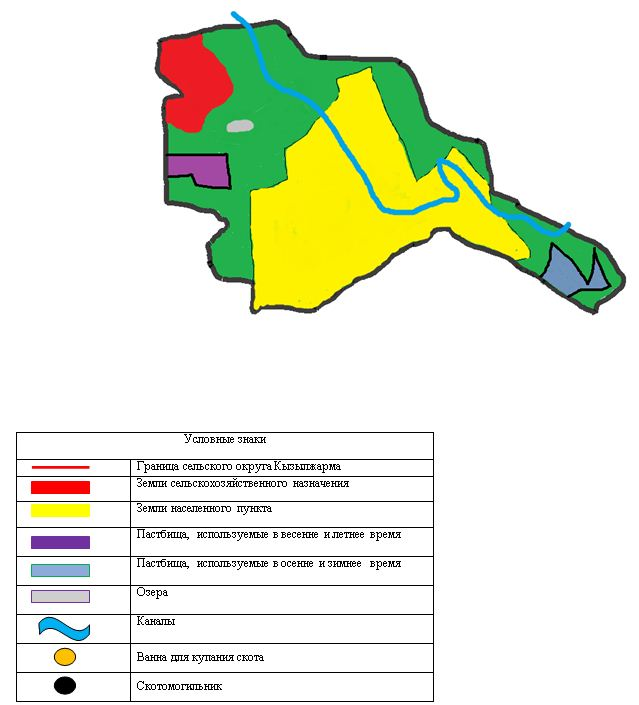 Условные знаки
Граница сельского округа Кызылжарма
Земли сельскохозяйственного назначения
Земли населенного пункта
Пастбища, используемые в весенне и летнее время
Пастбища, используемые в осенне и зимнее время
Озера
Каналы
Ванна для купания скота
Скотомогильник